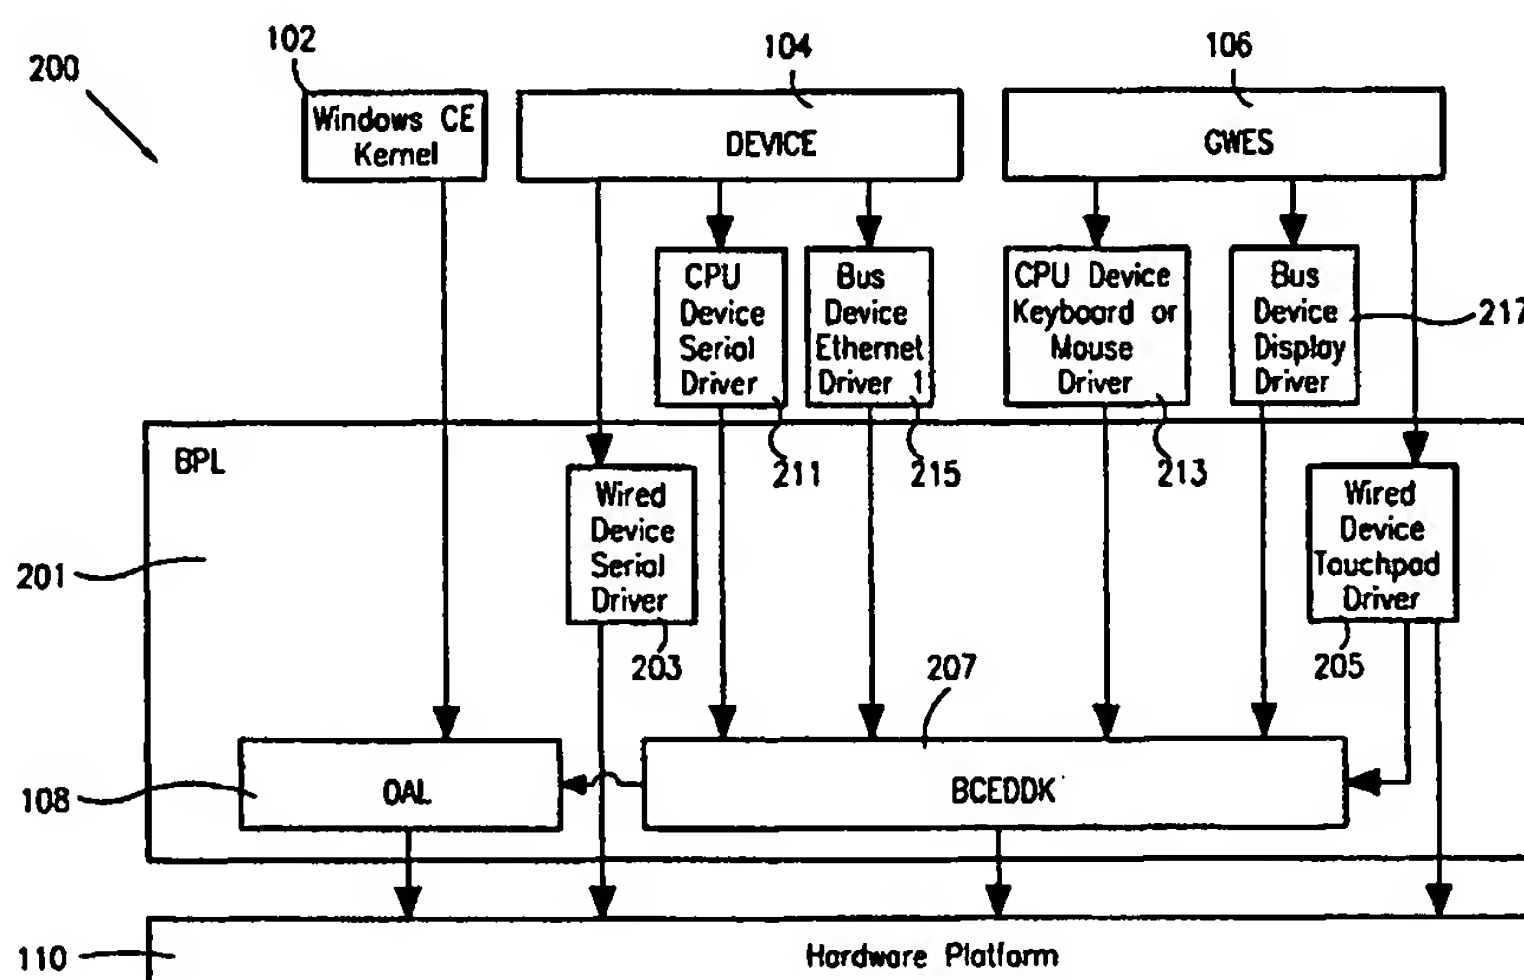 200
102
104
106
Windows CE
Kernel
DEVICE
GWES
CPU
Device
Serial
Driver
Bus
Device
Ethernet
Driver 1
CPU Device
Keyboard or
Mouse
Driver
Bus
Device
Display
Driver
217
211
215
213
BPL
201
Wired
Device
Serial
Driver
203
Wired
Device
Touchpad
Driver
205
207
108
OAL
BCEDDK
110
Hardware Platform